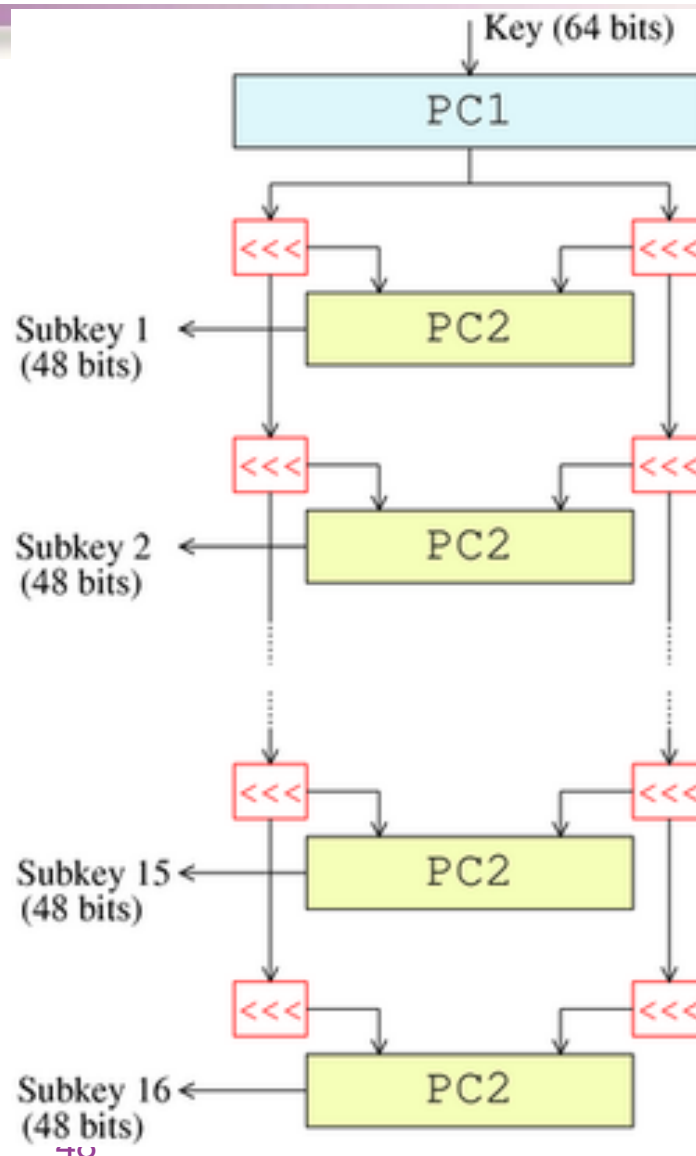 Key (64 bits)
PC1
<<< <<<
PC2
Subkey 1
(48 bits)
<<< <<<
PC2
Subkey 2
(48 bits)
<<< <<<
PC2
Subkey 15
(48 bits)
<<< <<<
PC2
Subkey 16
(48 bits)
48